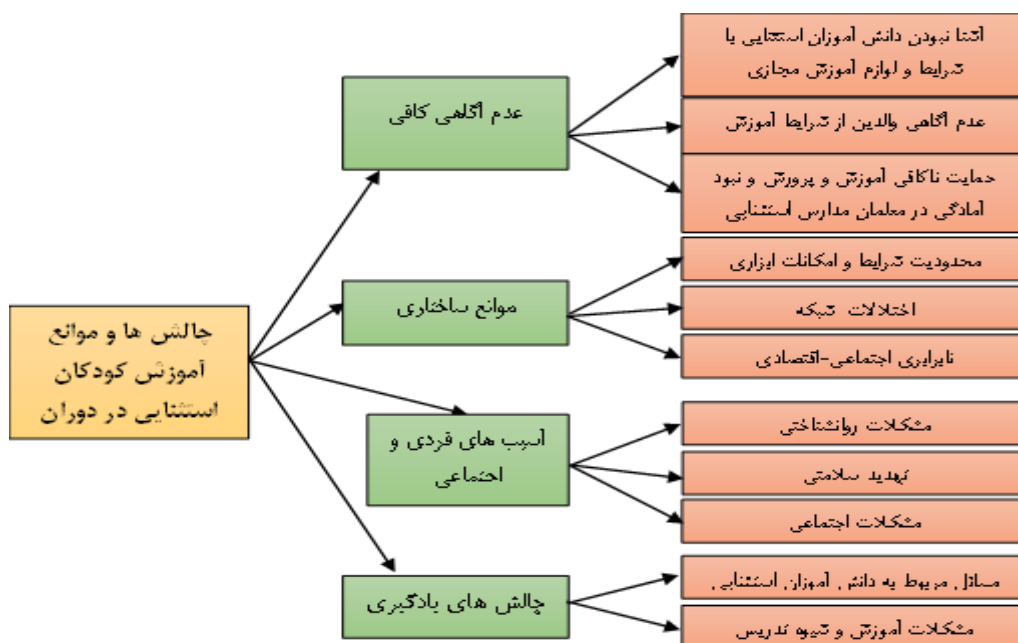 چالش ها و موانع
آموزش کودکان
استثنایی در دوران
عدم آگاهی کافی
آشنا نبودن دانش آموزان استثنایی با
شرایط و لوازم آموزش مجازی
عدم آگاهی والدین از شرایط آموزش
حمایت ناکافی آموزش و پرورش و نبود
آمادگی در معلمان مدارس استثنایی
موانع ساختاری
محدودیت شرایط و امکانات ابزاری
اختلالات شبکه
نابرابری اجتماعی-اقتصادی
آسیب های فردی و
اجتماعی
مشکلات روانشناختی
تهدید سلامتی
مشکلات اجتماعی
چالش های یادگیری
مسائل مربوط به دانش آموزان استثنایی
مشکلات آموزش و شیوه تدریس